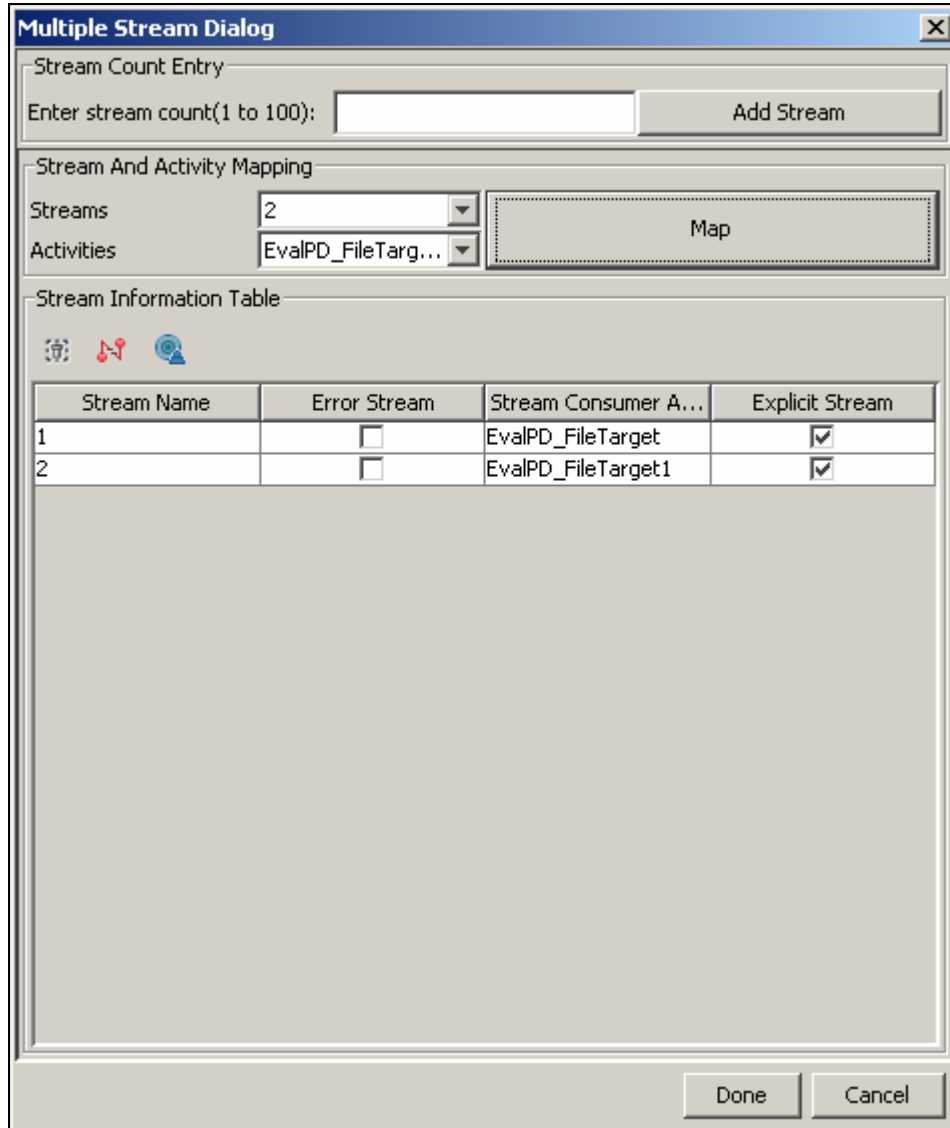 Multiple Stream Dialog
Stream Count Entry
Enter stream count(1 to 100): Add Stream
Stream And Activity Mapping
Streams 2
Map
Activities EvalPD_FileTarg...
Stream Information Table
Stream Name Error Stream Stream Consumer A... Explicit Stream
1 EvalPD_FileTarget
2 EvalPD_FileTarget1
Done Cancel